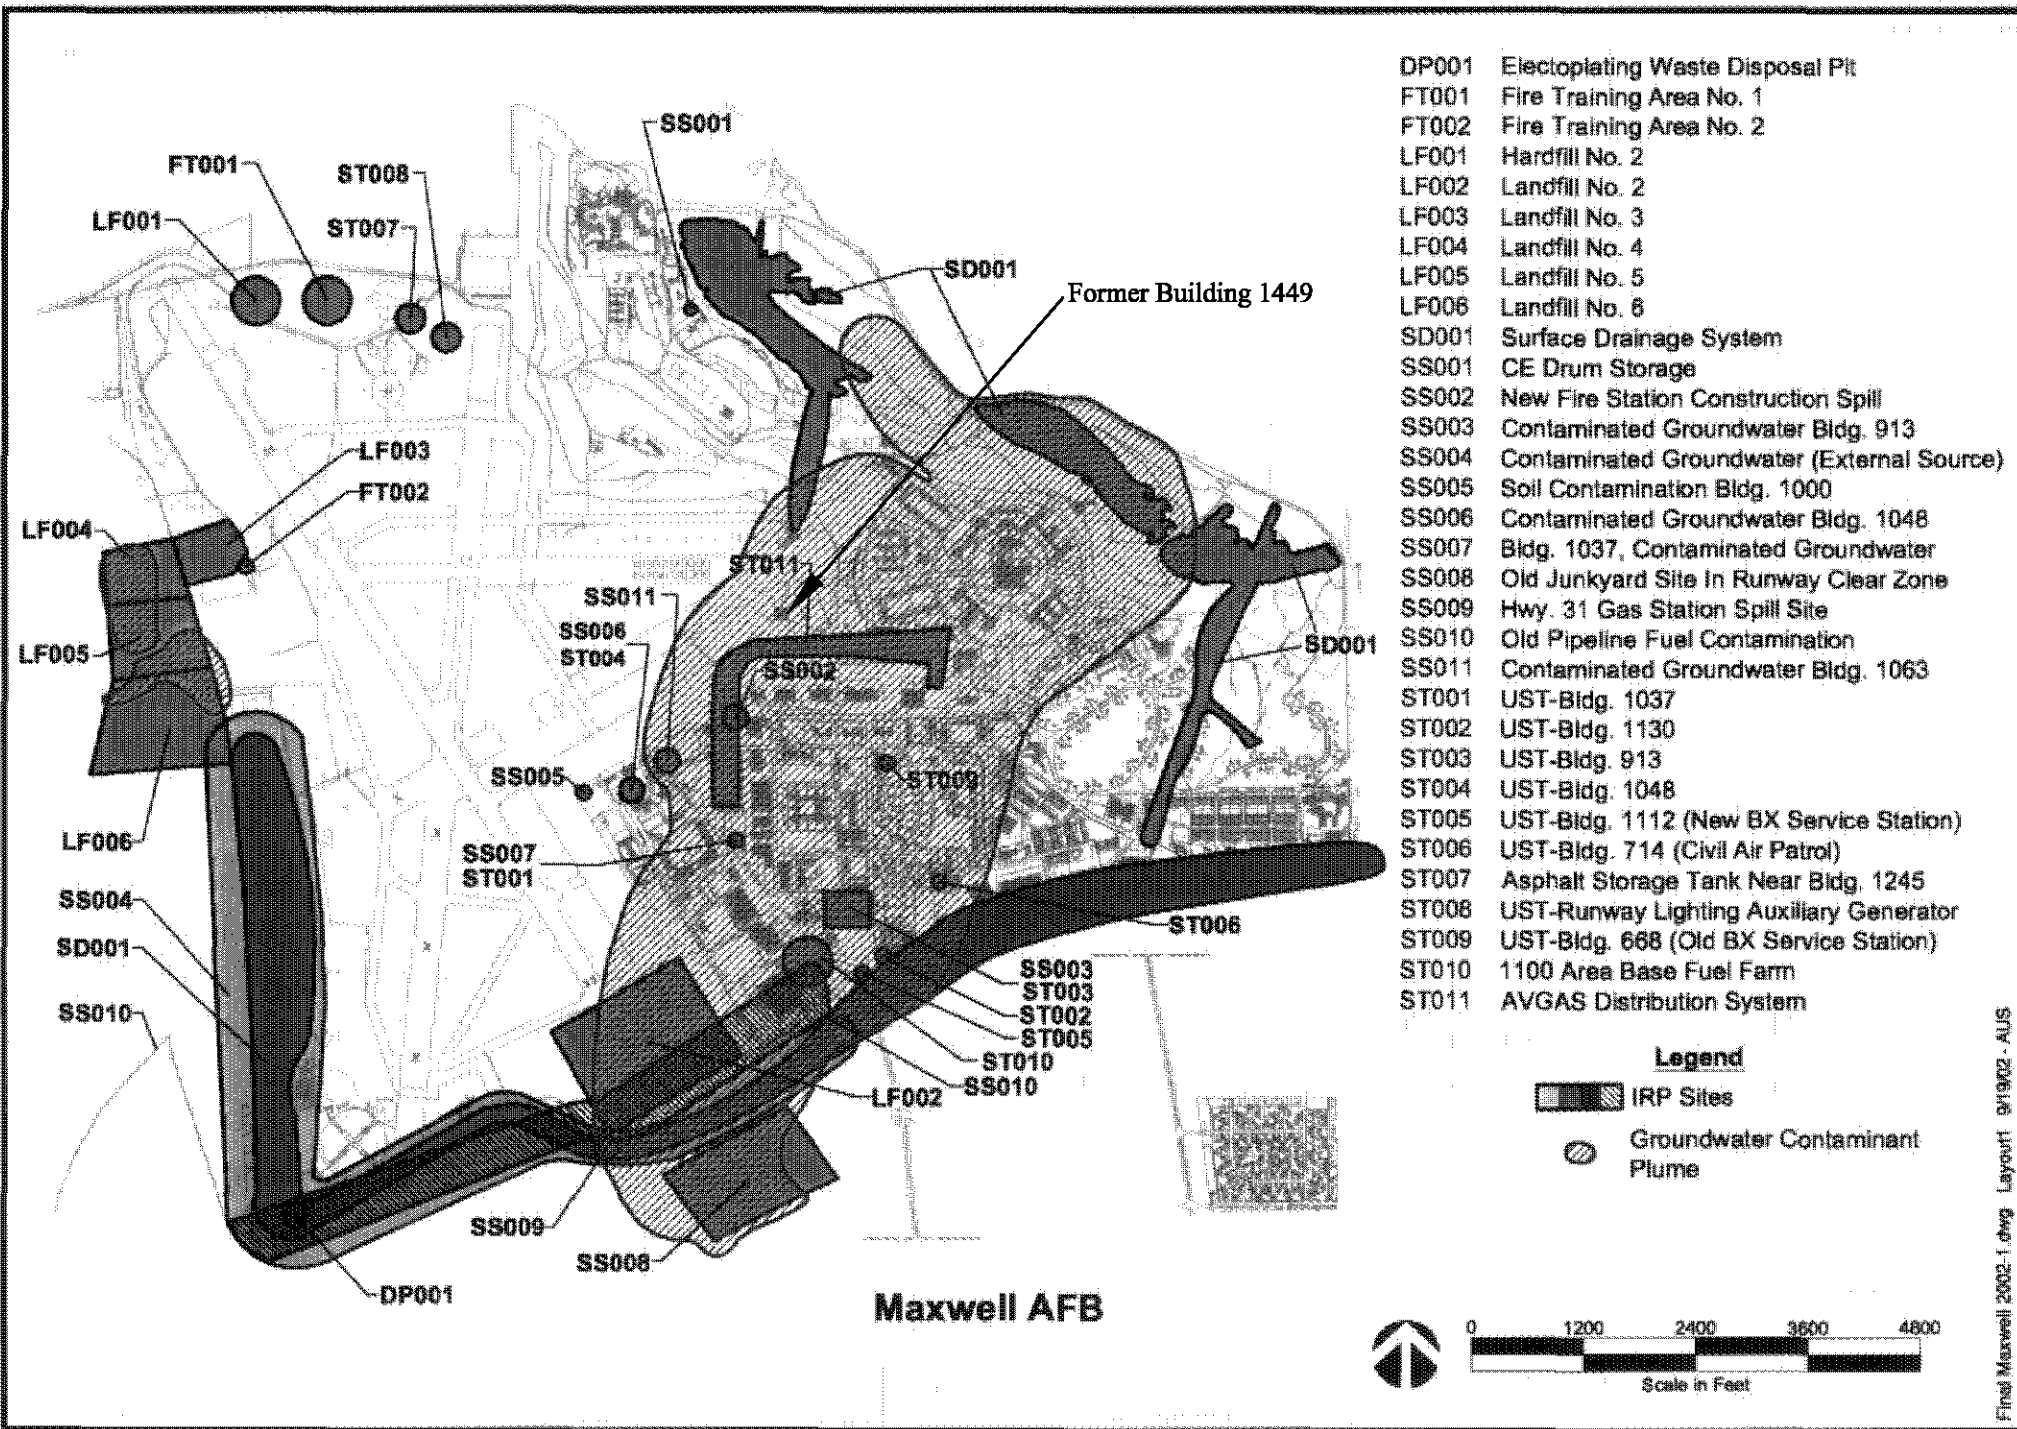 SS001
FT001
ST008
LF001
ST007
SD001
Former Building 1449
LF003
FT002
LF004
ST011
SS011
SS006
ST004
LF005
SS002
SD001
SS005
ST009
LF006
SS007
ST001
SS004
ST006
SD001
SS003
ST003
SS010
ST002
ST005
ST010
SS010
LF002
SS009
SS008
DP001
Maxwell AFB
DP001 Electoplating Waste Disposal Pit
FT001 Fire Training Area No. 1
FT002 Fire Training Area No. 2
LF001 Hardfill No. 2
LF002 Landfill No. 2
LF003 Landfill No. 3
LF004 Landfill No. 4
LF005 Landfill No. 5
LF006 Landfill No. 6
SD001 Surface Drainage System
SS001 CE Drum Storage
SS002 New Fire Station Construction Spill
SS003 Contaminated Groundwater Bldg. 913
SS004 Contaminated Groundwater (External Source)
SS005 Soil Contamination Bldg. 1000
SS006 Contaminated Groundwater Bldg. 1048
SS007 Bldg. 1037, Contaminated Groundwater
SS008 Old Junkyard Site In Runway Clear Zone
SS009 Hwy. 31 Gas Station Spill Site
SS010 Old Pipeline Fuel Contamination
SS011 Contaminated Groundwater Bldg. 1063
ST001 UST-Bldg. 1037
ST002 UST-Bldg. 1130
ST003 UST-Bldg. 913
ST004 UST-Bldg. 1048
ST005 UST-Bldg. 1112 (New BX Service Station)
ST006 UST-Bldg. 714 (Civil Air Patrol)
ST007 Asphalt Storage Tank Near Bldg. 1245
ST008 UST-Runway Lighting Auxiliary Generator
ST009 UST-Bldg. 668 (Old BX Service Station)
ST010 1100 Area Base Fuel Farm
ST011 AVGAS Distribution System
Legend
IRP Sites
Groundwater Contaminant
Plume
0 1200 2400 3600 4800
Scale in Feet
Final Maxwell 2002-1.dwg Layout1 9/19/02 - AUS